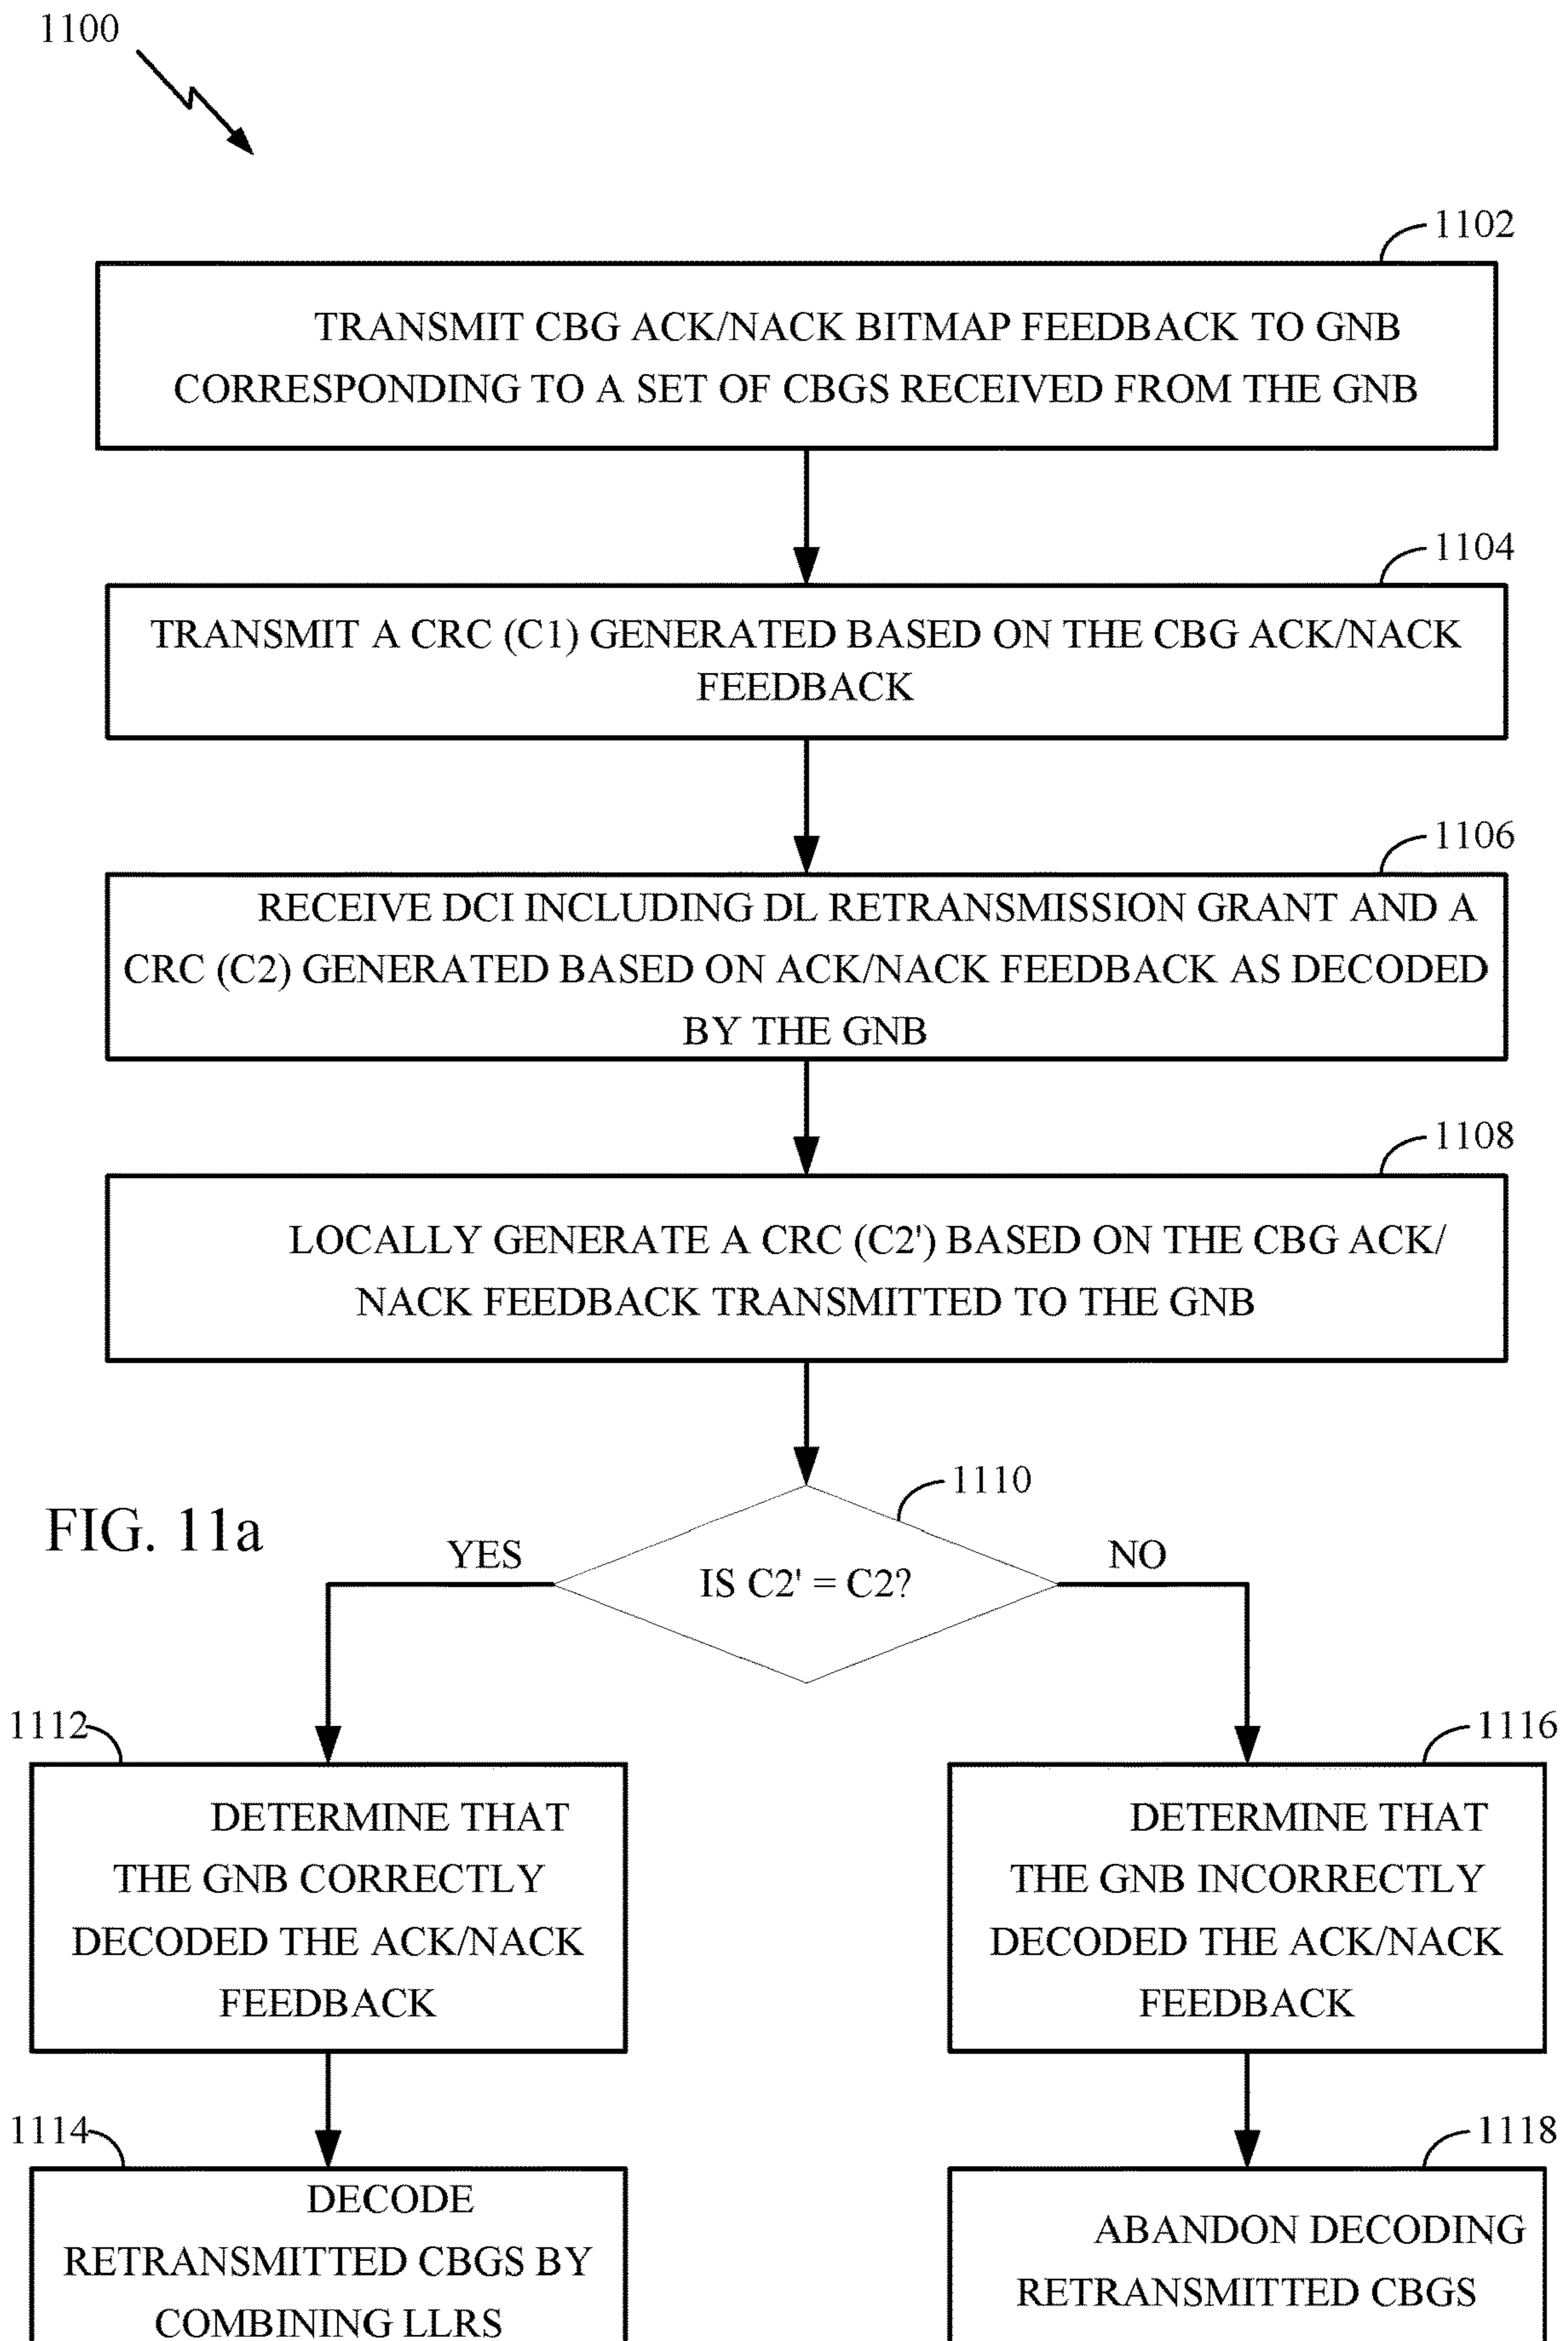 1100
1102
TRANSMIT CBG ACK/NACK BITMAP FEEDBACK TO GNB
CORRESPONDING TO A SET OF CBGS RECEIVED FROM THE GNB
1104
TRANSMIT A CRC (C1) GENERATED BASED ON THE CBG ACK/NACK
FEEDBACK
1106
RECEIVE DCI INCLUDING DL RETRANSMISSION GRANT AND A
CRC (C2) GENERATED BASED ON ACK/NACK FEEDBACK AS DECODED
BY THE GNB
1108
LOCALLY GENERATE A CRC (C2') BASED ON THE CBG ACK/
NACK FEEDBACK TRANSMITTED TO THE GNB
1110
FIG. 11a
YES
IS C2' = C2?
NO
1112
DETERMINE THAT
THE GNB CORRECTLY
DECODED THE ACK/NACK
FEEDBACK
1116
DETERMINE THAT
THE GNB INCORRECTLY
DECODED THE ACK/NACK
FEEDBACK
1114
DECODE
RETRANSMITTED CBGS BY
COMBINING LLRS
1118
ABANDON DECODING
RETRANSMITTED CBGS